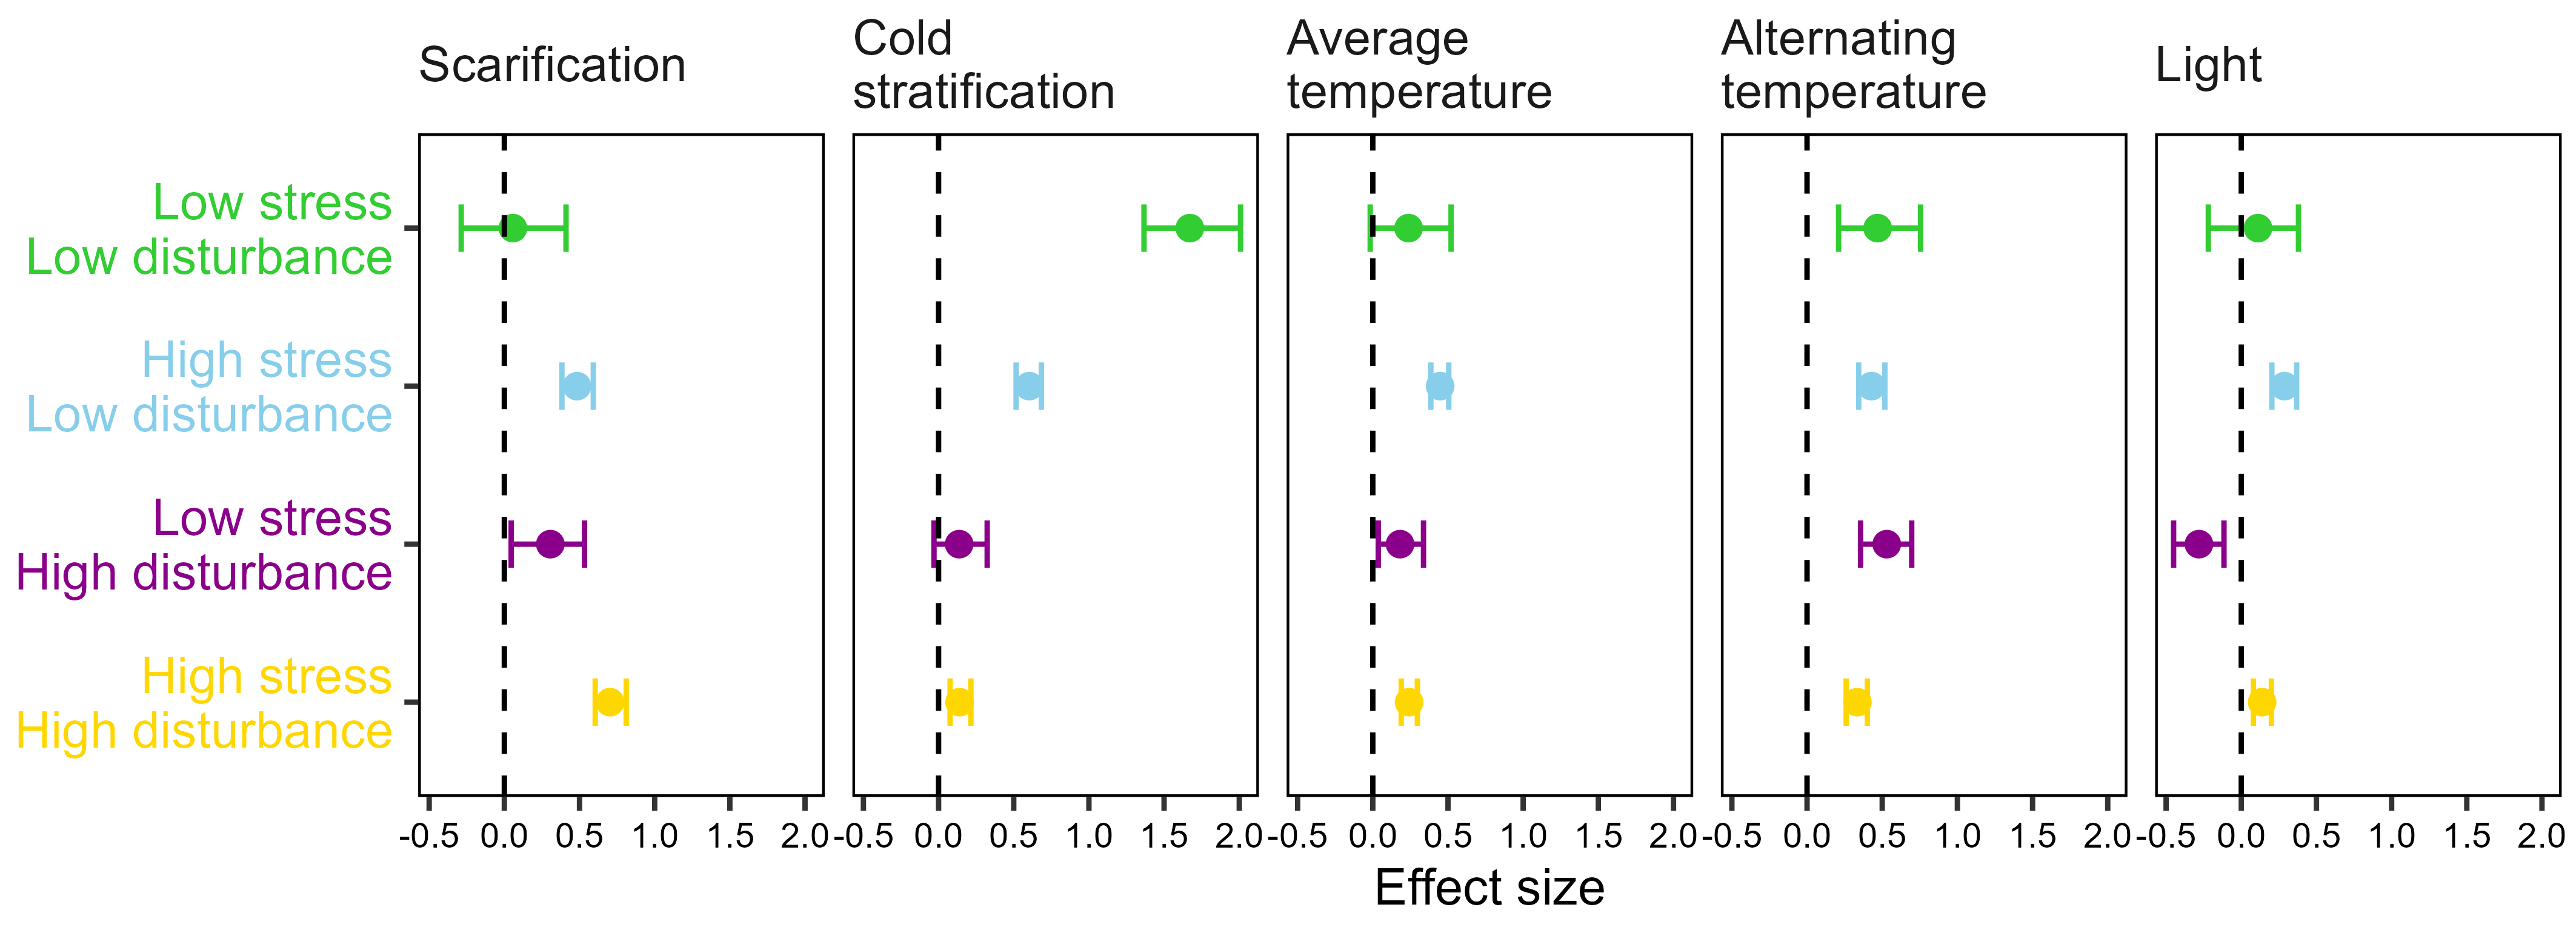 Scarification
Cold
stratification
Average
temperature
Alternating
temperature
Light
Low stress
Low disturbance
High stress
Low disturbance
Low stress
High disturbance
High stress
High disturbance
-0.5 0.0 0.5 1.0 1.5 2.0 -0.5 0.0 0.5 1.0 1.5 2.0 -0.5 0.0 0.5 1.0 1.5 2.0 -0.5 0.0 0.5 1.0 1.5 2.0 -0.5 0.0 0.5 1.0 1.5 2.0
Effect size